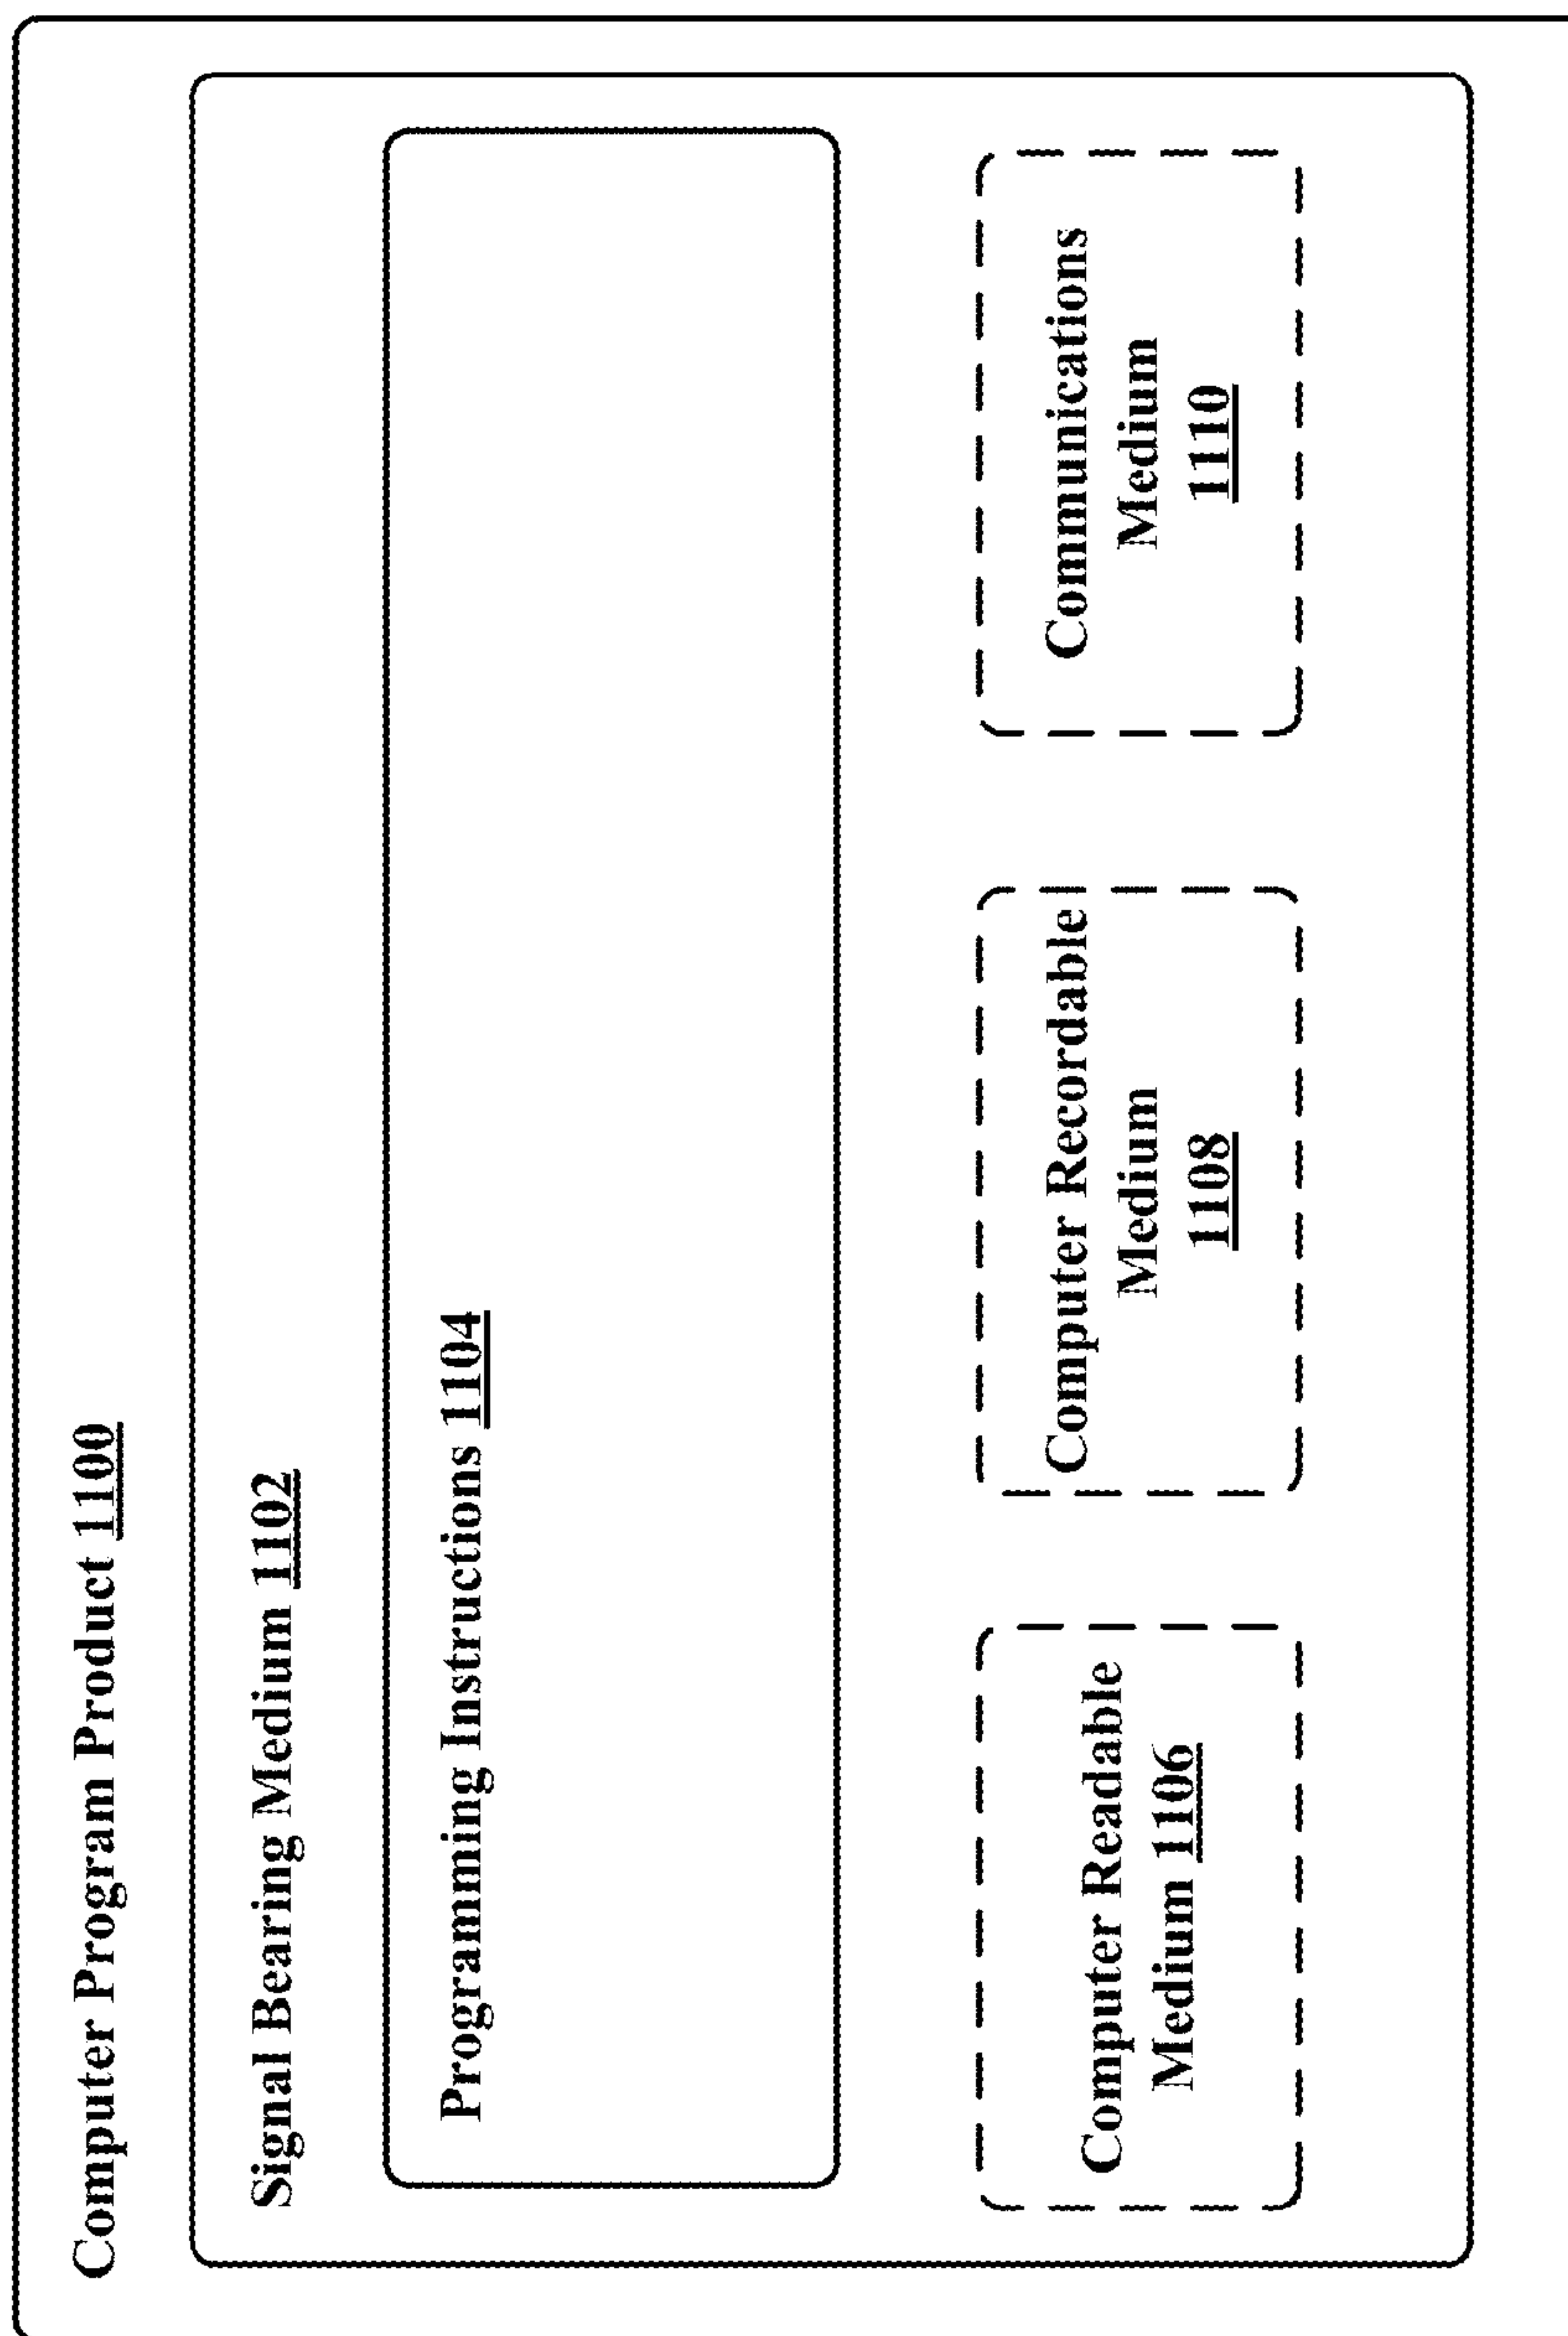 Computer Program Product 1100
Signal Bearing Medium 1102
Programming Instructions 1104
Computer Readable
Medium 1106
Computer Recordable
Medium
1108
Communications
Medium
1110